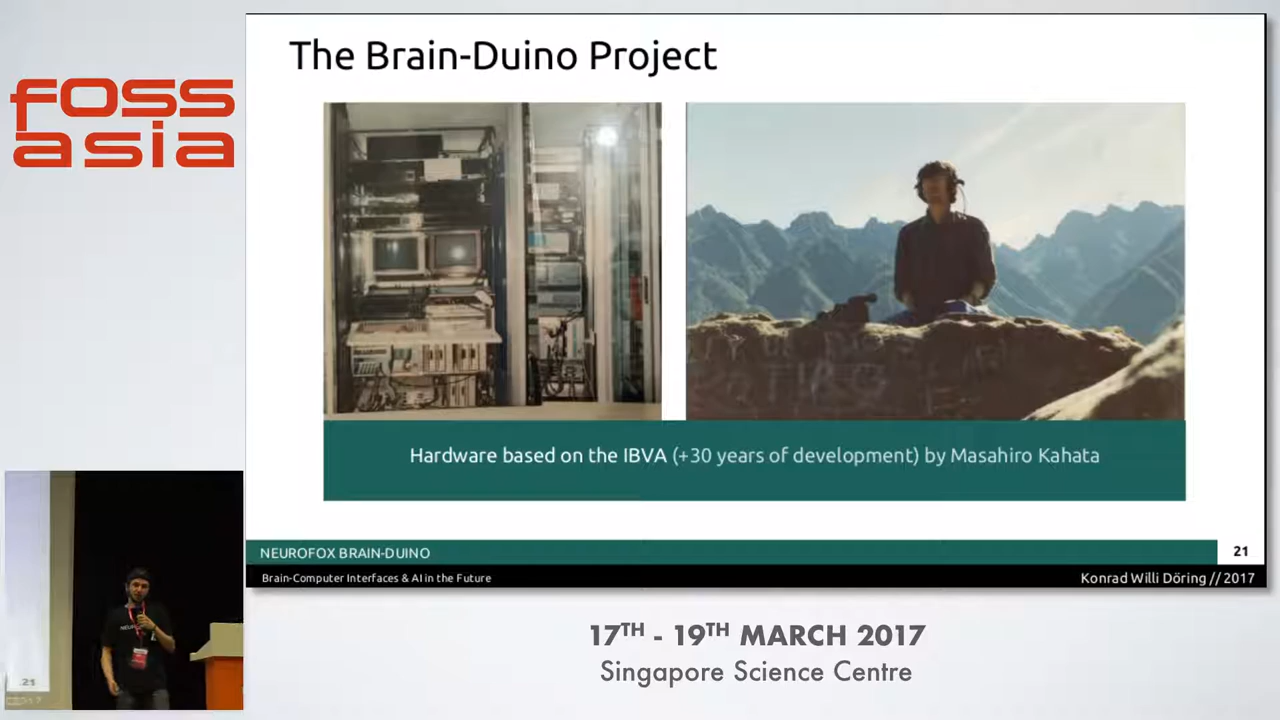 foss
asia
The Brain-Duino Project
Hardware based on the IBVA (+30 years of development) by Masahiro Kahata
NEUROFOX BRAIN-DUINO
21
Brain-Computer Interfaces & AI in the Future
Konrad Willi Döring // 2017
21
17TH - 19TH MARCH 2017
Singapore Science Centre